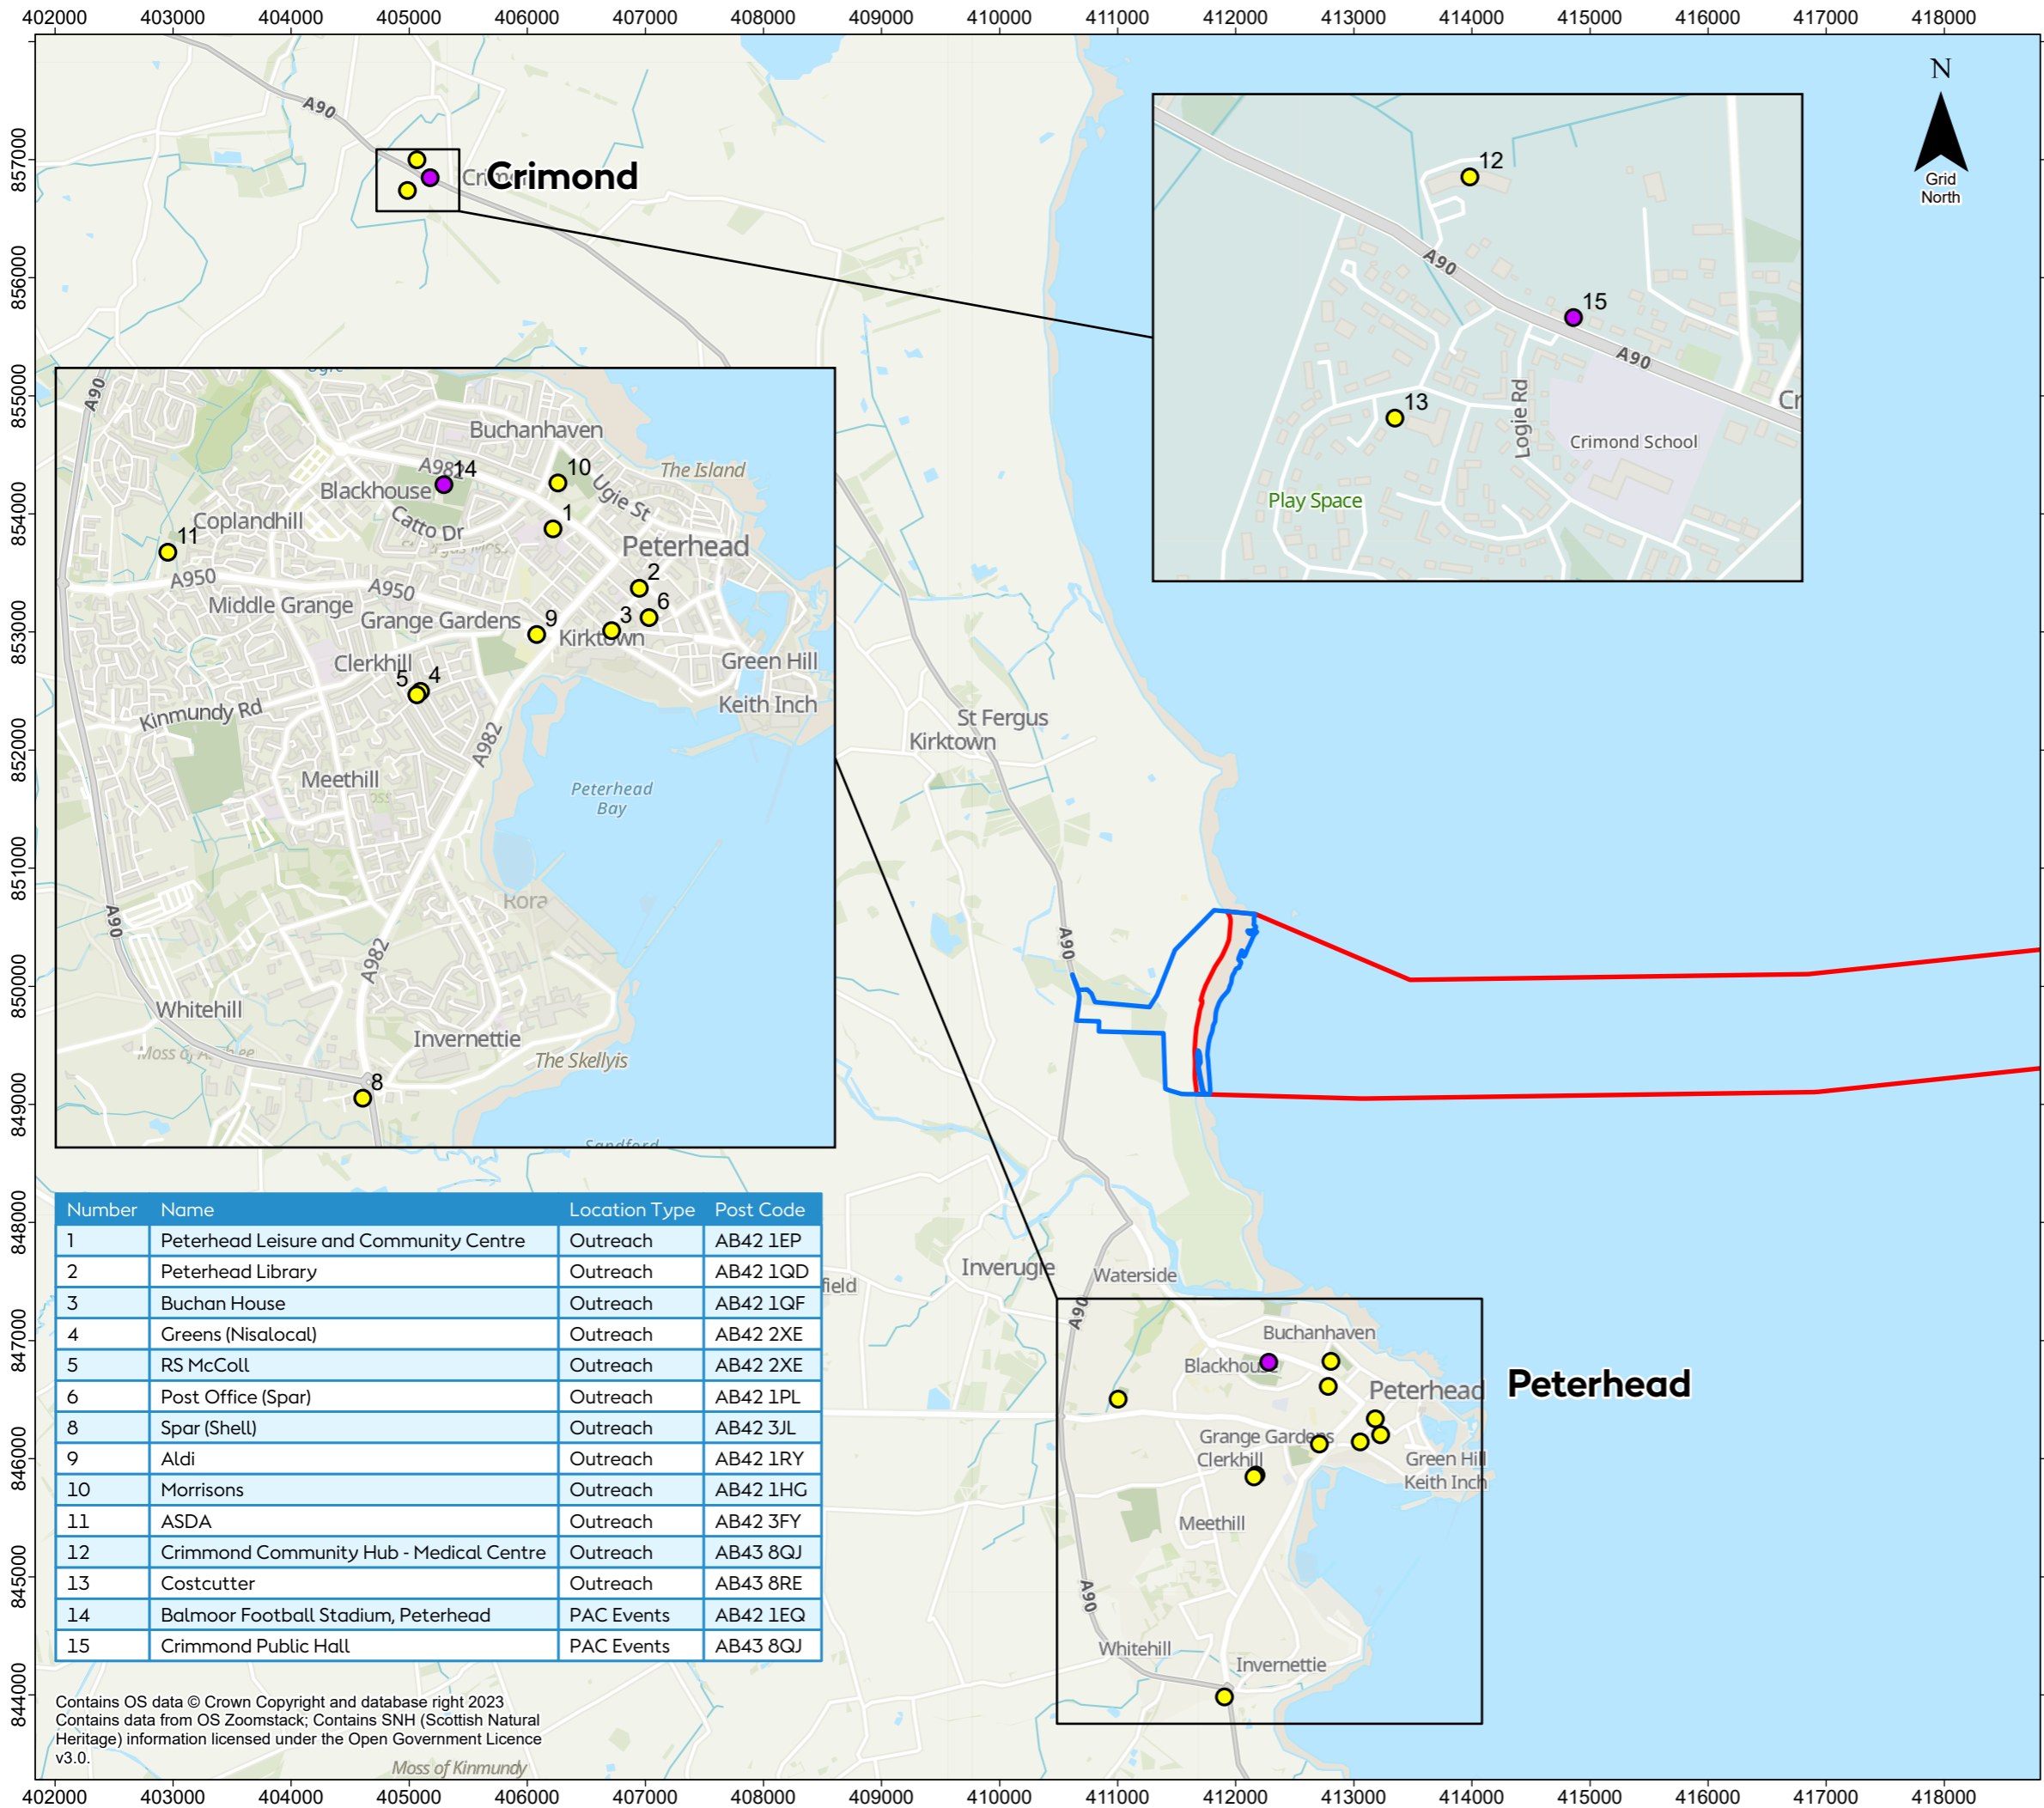 402000 403000 404000 405000 406000 407000 408000 409000 410000 411000 412000 413000 414000 415000 416000 417000 418000
857000
856000
855000
854000
853000
852000
851000
850000
849000
848000
847000
846000
845000
844000
N
Grid
North
A90
Crimond
12
A90
15
A90
13
Logie Rd
Crimond School
Play Space
Cr
A90
Ugie
Buchanhaven
The Island
A982
14
10
Blackhouse
Ugie St
Coplandhill
Catto Dr
1
11
Peterhead
A950
A950
2
Middle Grange
6
Grange Gardens
9
3
Kirktown
Clerkhill
Green Hill
5
4
Keith Inch
Kinmundy Rd
A982
Meethill
Peterhead
Bay
Kora
A90
A982
Whitehill
Invernettie
The Skellyis
8
Sandford
St Fergus
Kirktown
A90
Inverugie
Waterside
field
A90
Buchanhaven
Blackhouse
Peterhead
Peterhead
Grange Gardens
Clerkhill
Green Hill
Keith Inch
Meethill
A90
Whitehill
Invernettie
Number Name Location Type Post Code
1 Peterhead Leisure and Community Centre Outreach AB42 1EP
2 Peterhead Library Outreach AB42 1QD
3 Buchan House Outreach AB42 1QF
4 Greens (Nisalocal) Outreach AB42 2XE
5 RS McColl Outreach AB42 2XE
6 Post Office (Spar) Outreach AB42 1PL
8 Spar (Shell) Outreach AB42 3JL
9 Aldi Outreach AB42 1RY
10 Morrisons Outreach AB42 1HG
11 ASDA Outreach AB42 3FY
12 Crimmond Community Hub - Medical Centre Outreach AB43 8QJ
13 Costcutter Outreach AB43 8RE
14 Balmoor Football Stadium, Peterhead PAC Events AB42 1EQ
15 Crimmond Public Hall PAC Events AB43 8QJ
Contains OS data © Crown Copyright and database right 2023
Contains data from OS Zoomstack; Contains SNH (Scottish Natural
Heritage) information licensed under the Open Government Licence
v3.0.
Moss of Kinmundy
402000 403000 404000 405000 406000 407000 408000 409000 410000 411000 412000 413000 414000 415000 416000 417000 418000